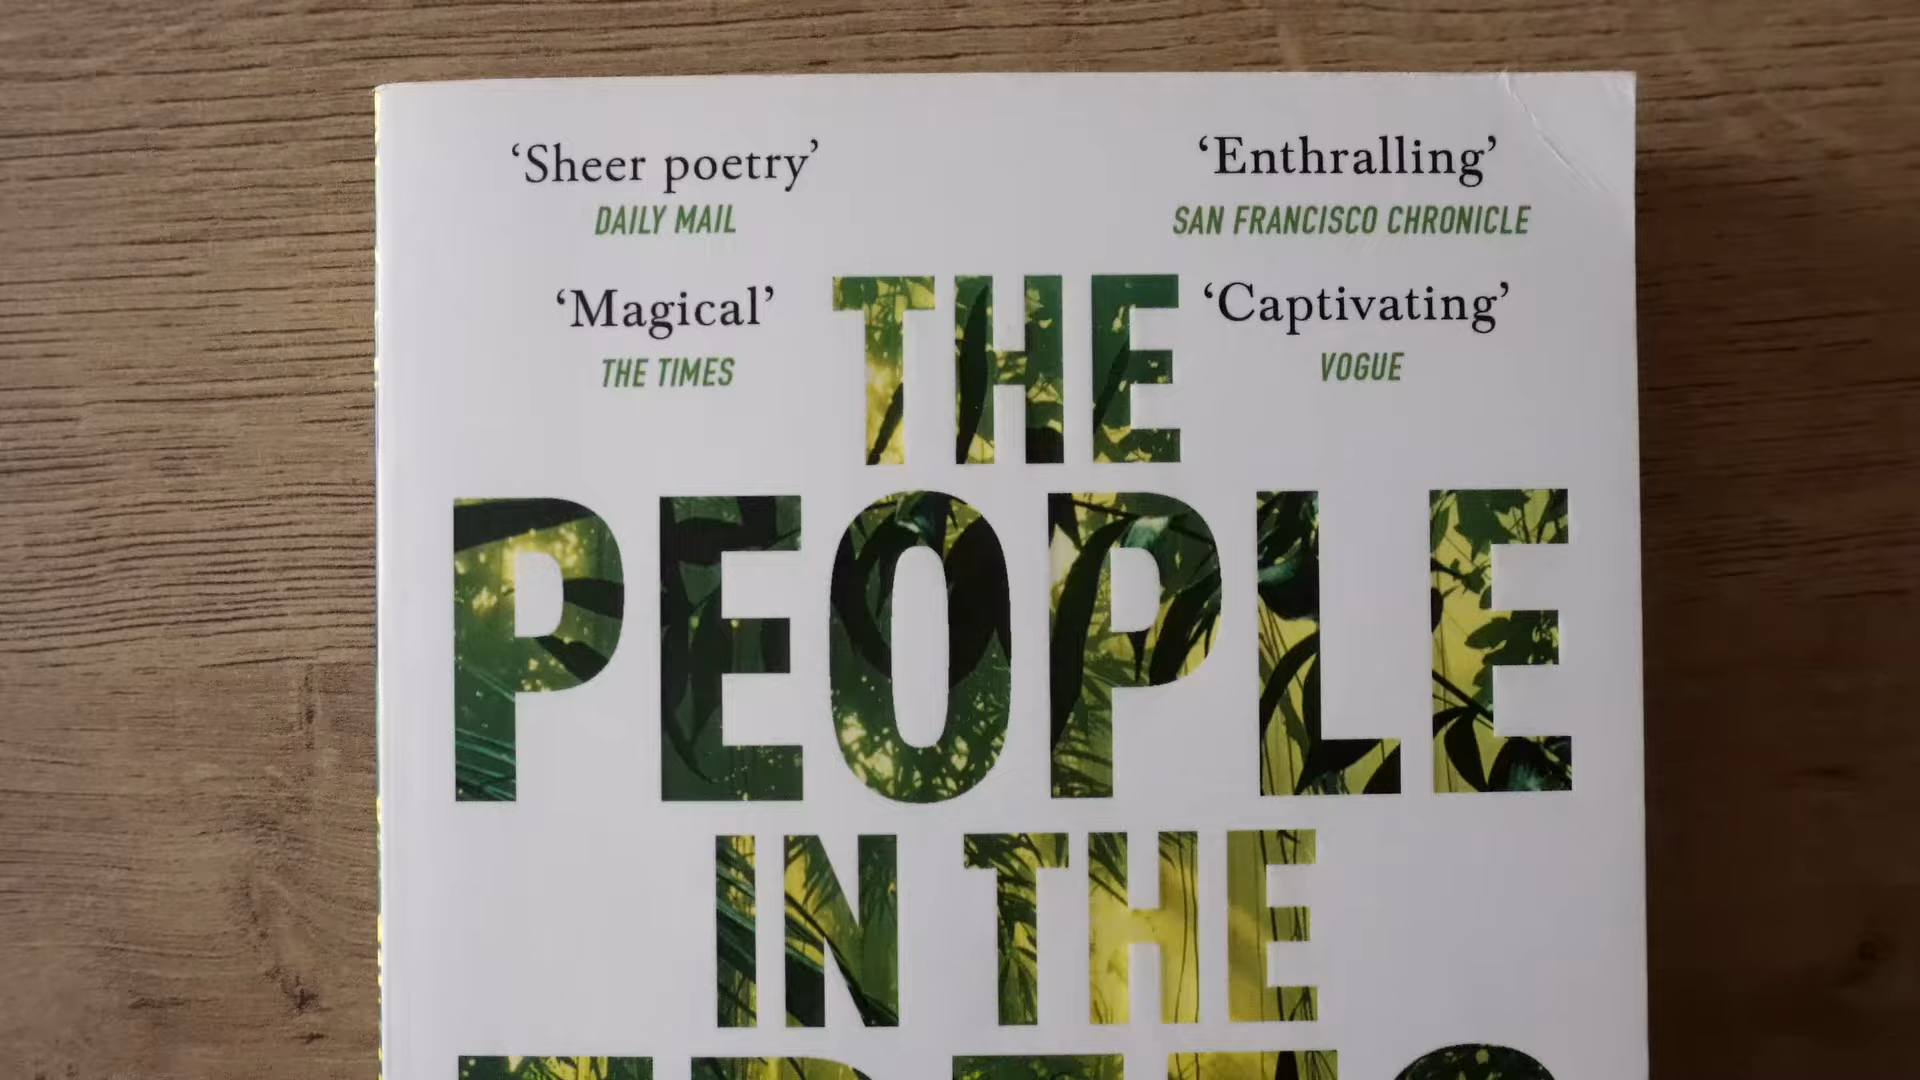 ‘Sheer poetry’
DAILY MAIL
‘Enthralling’
SAN FRANCISCO CHRONICLE
‘Magical’
THE TIMES
‘Captivating’
VOGUE
THE
PEOPLE
IN THE